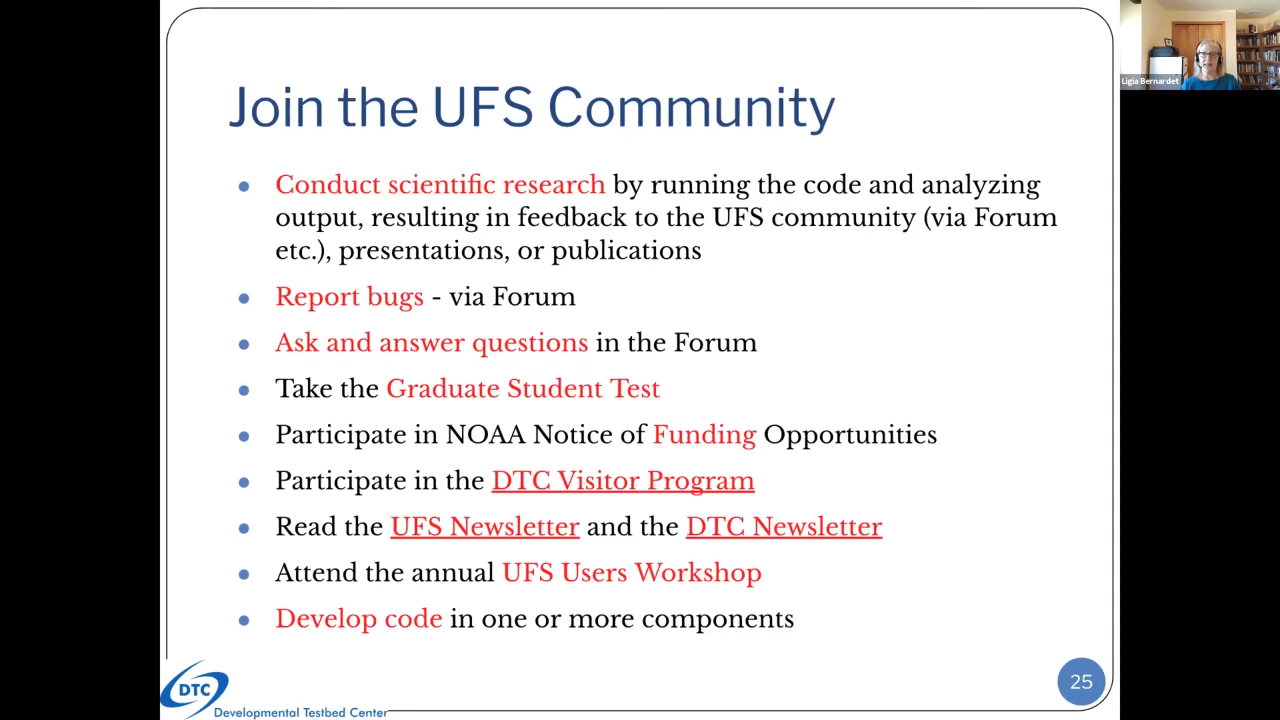 Join the UFS Community
● Conduct scientific research by running the code and analyzing
output, resulting in feedback to the UFS community (via Forum
etc.), presentations, or publications
● Report bugs - via Forum
● Ask and answer questions in the Forum
● Take the Graduate Student Test
● Participate in NOAA Notice of Funding Opportunities
● Participate in the DTC Visitor Program
● Read the UFS Newsletter and the DTC Newsletter
● Attend the annual UFS Users Workshop
● Develop code in one or more components
DTC
Developmental Testbed Center
25
Ligia Bernardet